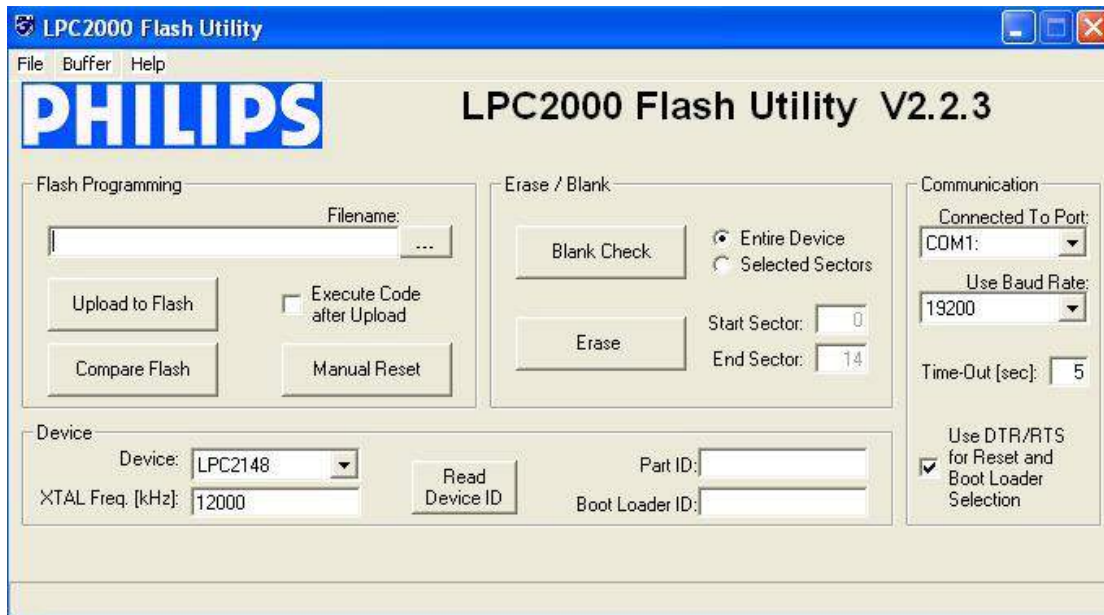 LPC2000 Flash Utility
File Buffer Help
PHILIPS
LPC2000 Flash Utility V2.2.3
Flash Programming
Filename:
...
Upload to Flash
Execute Code
after Upload
Compare Flash
Manual Reset
Erase / Blank
Blank Check
Entire Device
Selected Sectors
Erase
Start Sector: 0
End Sector: 14
Communication
Connected To Port:
COM1:
Use Baud Rate:
19200
Time-Out [sec]: 5
Use DTR/RTS
for Reset and
Boot Loader
Selection
Device
Device: LPC2148
XTAL Freq. [kHz]: 12000
Read
Device ID
Part ID:
Boot Loader ID: